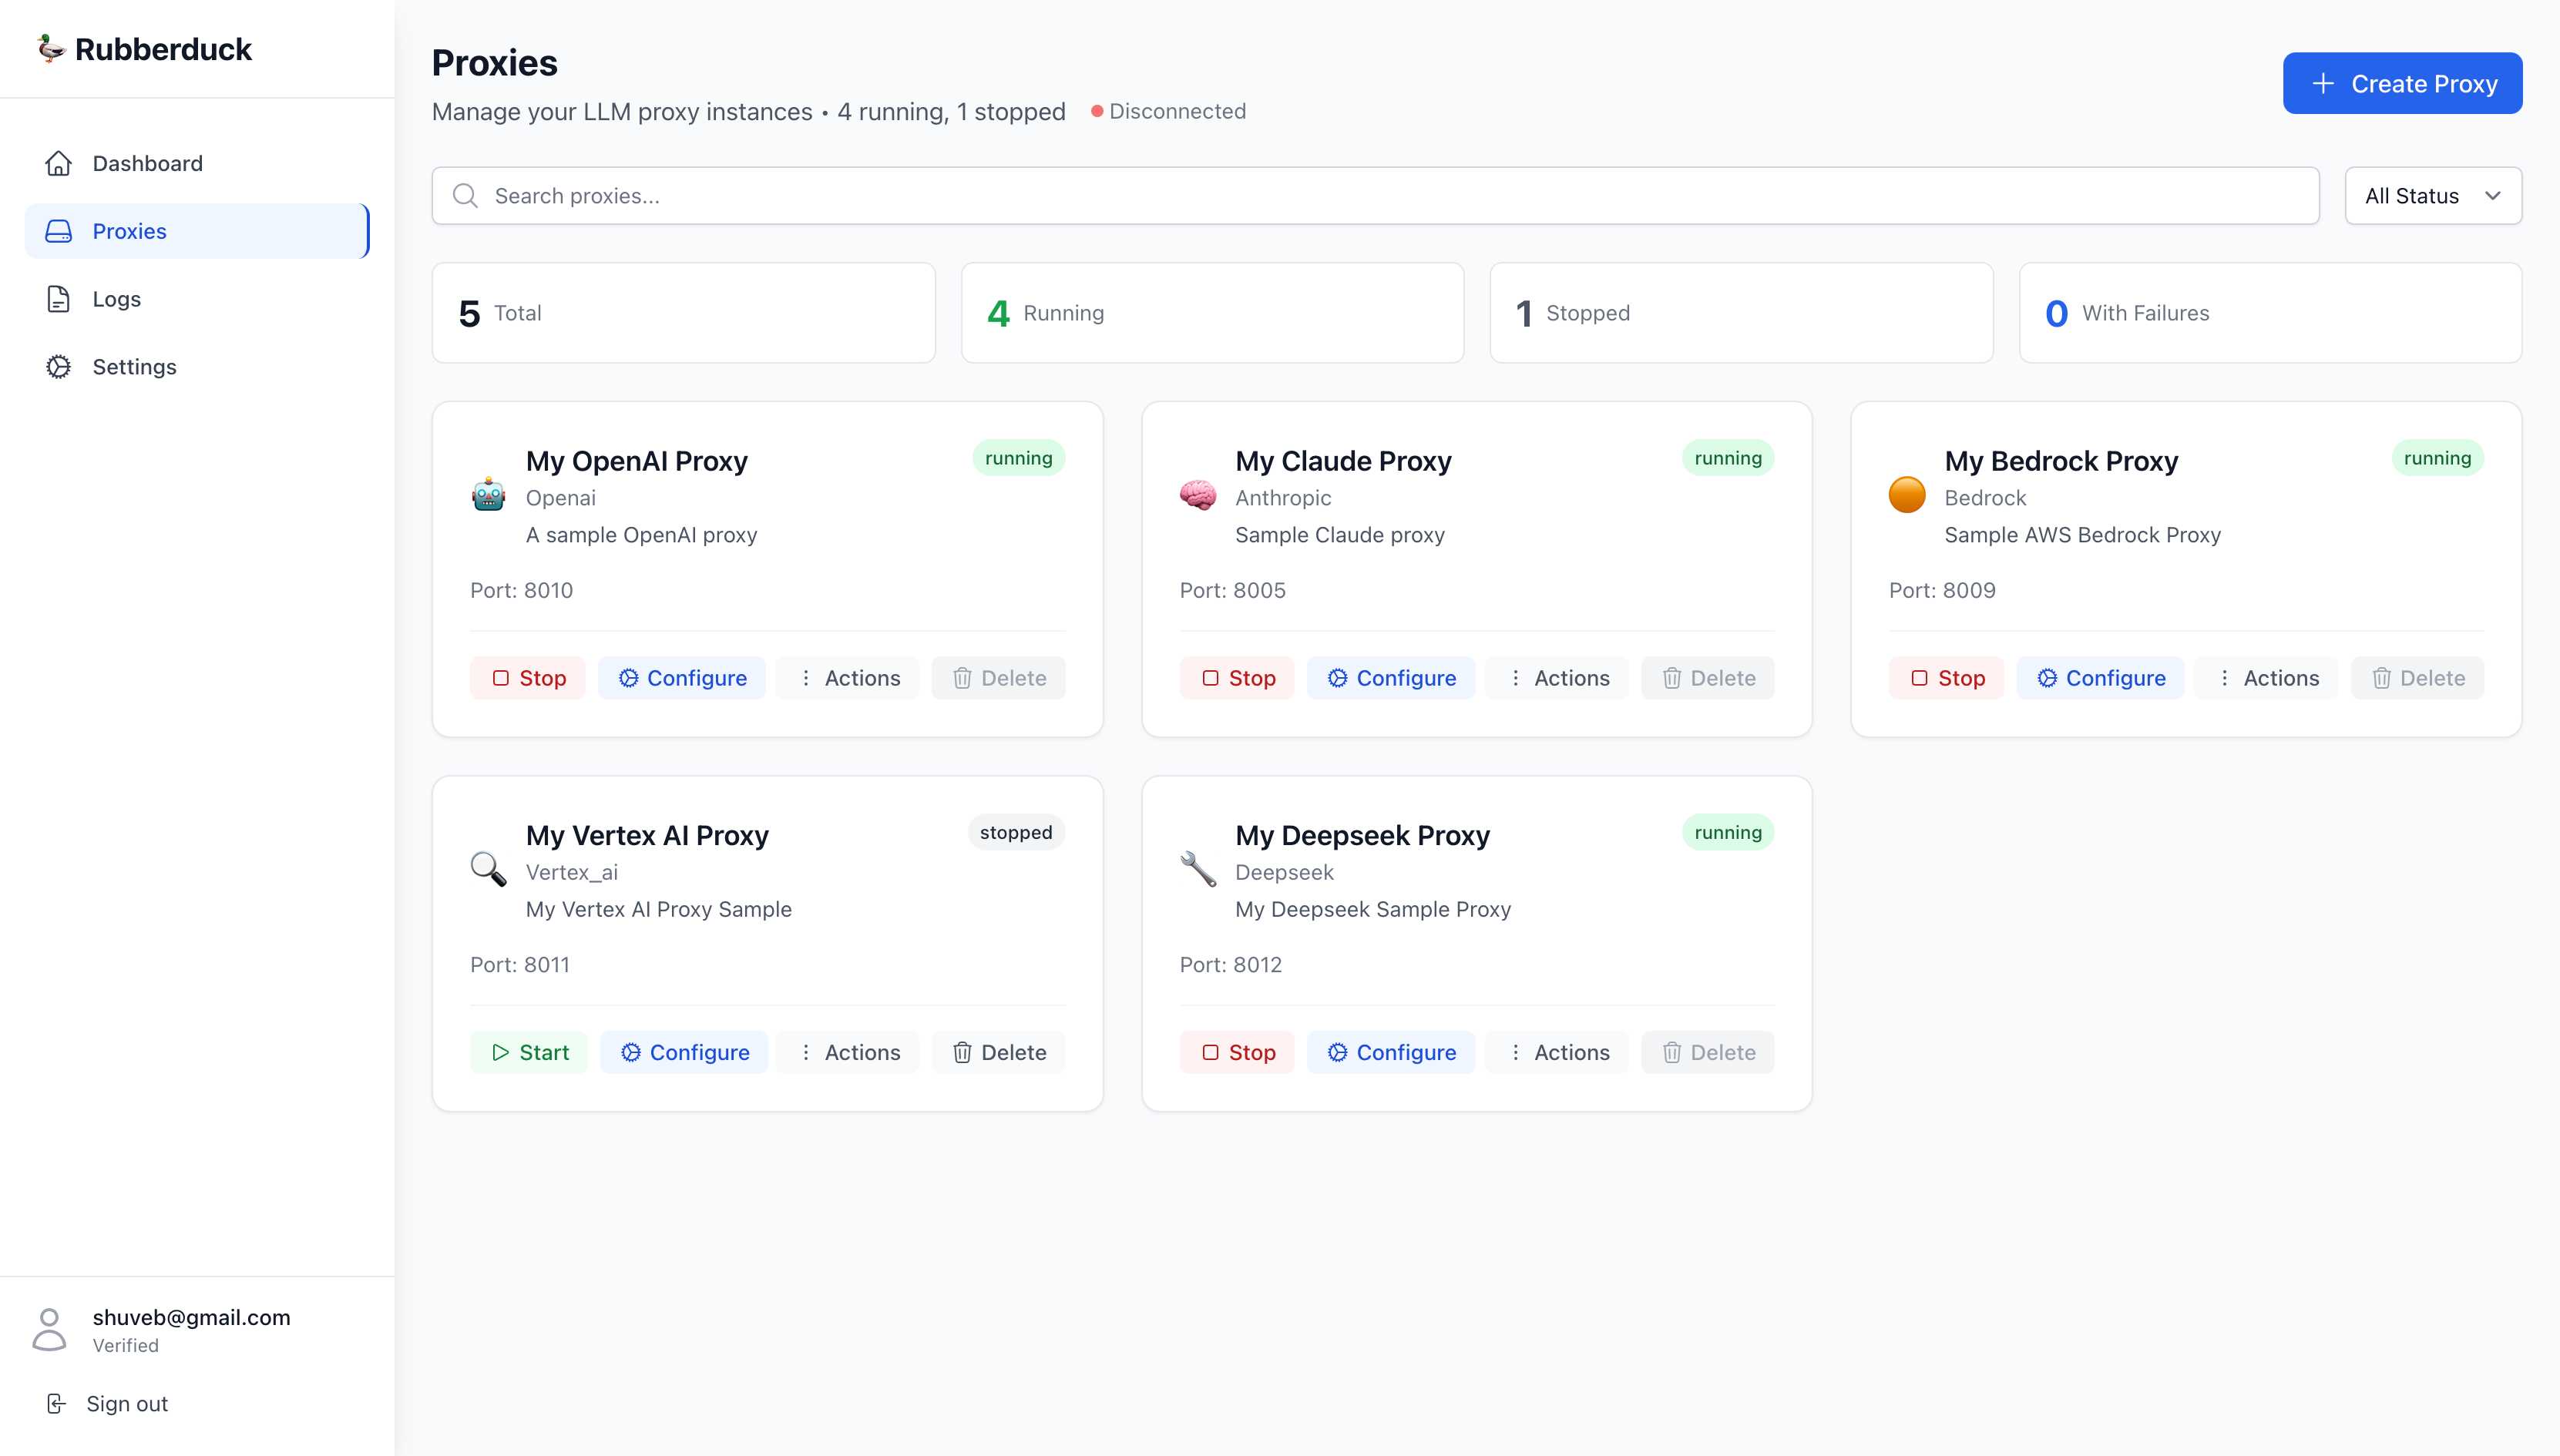 Rubberduck
Dashboard
Proxies
Logs
Settings
shuveb@gmail.com
Verified
Sign out
Proxies
Manage your LLM proxy instances • 4 running, 1 stopped Disconnected
Create Proxy
Search proxies...
All Status
5 Total
4 Running
1 Stopped
0 With Failures
My OpenAI Proxy
running
Openai
A sample OpenAI proxy
Port: 8010
Stop Configure Actions Delete
My Claude Proxy
running
Anthropic
Sample Claude proxy
Port: 8005
Stop Configure Actions Delete
My Bedrock Proxy
running
Bedrock
Sample AWS Bedrock Proxy
Port: 8009
Stop Configure Actions Delete
My Vertex AI Proxy
stopped
Vertex_ai
My Vertex AI Proxy Sample
Port: 8011
Start Configure Actions Delete
My Deepseek Proxy
running
Deepseek
My Deepseek Sample Proxy
Port: 8012
Stop Configure Actions Delete